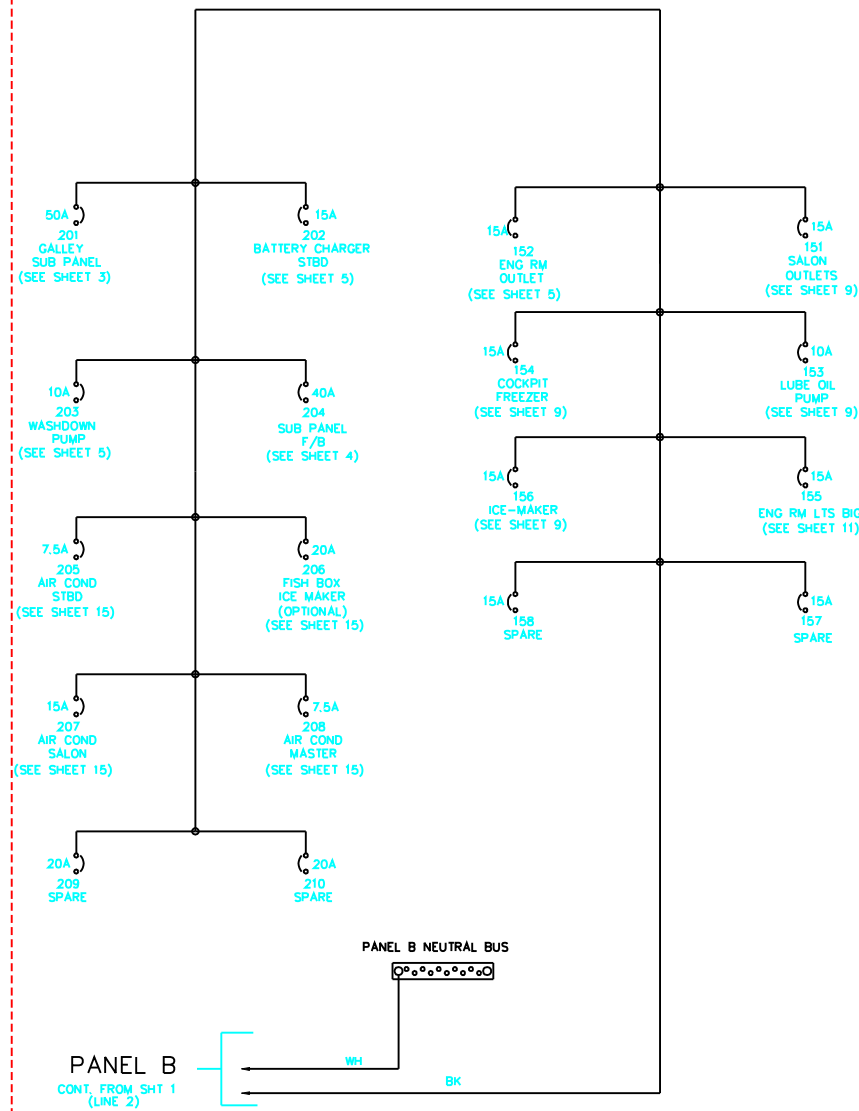 50A
201
GALLEY
SUB PANEL
(SEE SHEET 3)
15A
202
BATTERY CHARGER
STBD
(SEE SHEET 5)
15A
152
ENG RM
OUTLET
(SEE SHEET 5)
15A
151
SALON
OUTLETS
(SEE SHEET 9)
10A
203
WASHDOWN
PUMP
(SEE SHEET 5)
40A
204
SUB PANEL
F/B
(SEE SHEET 4)
15A
154
COCKPIT
FREEZER
(SEE SHEET 9)
10A
153
LUBE OIL
PUMP
(SEE SHEET 9)
15A
156
ICE-MAKER
(SEE SHEET 9)
15A
155
ENG RM LTS BIC
(SEE SHEET 11)
7.5A
205
AIR COND
STBD
(SEE SHEET 15)
20A
206
FISH BOX
ICE MAKER
(OPTIONAL)
(SEE SHEET 15)
15A
158
SPARE
15A
157
SPARE
15A
207
AIR COND
SALON
(SEE SHEET 15)
7.5A
208
AIR COND
MASTER
(SEE SHEET 15)
20A
209
SPARE
20A
210
SPARE
PANEL B NEUTRAL BUS
PANEL B
CONT. FROM SHT 1
(LINE 2)
WH
BK